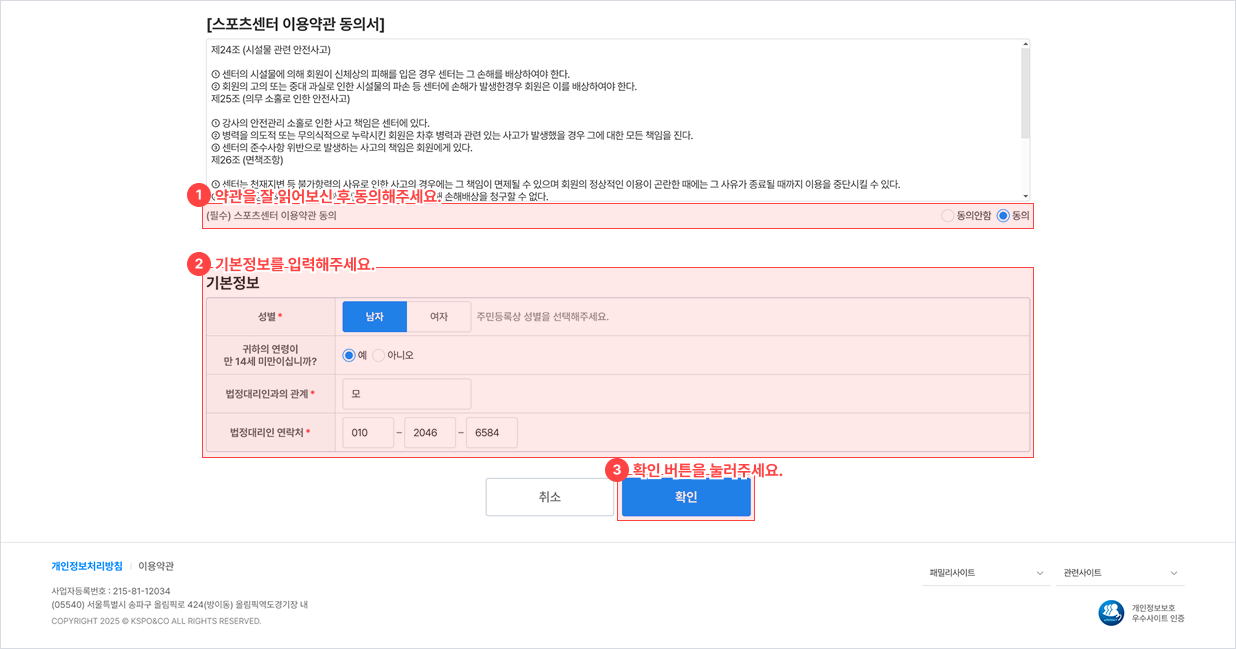 [스포츠센터 이용약관 동의서]
제24조 (시설물 관련 안전사고)
① 센터의 시설물에 의해 회원이 신체상의 피해를 입은 경우 센터는 그 손해를 배상하여야 한다.
② 회원의 고의 또는 중대 과실로 인한 시설물의 파손 등 센터에 손해가 발생한경우 회원은 이를 배상하여야 한다.
제25조 (의무 소홀로 인한 안전사고)
① 강사의 안전관리 소홀로 인한 사고 책임은 센터에 있다.
② 병력을 의도적 또는 무의식적으로 누락시킨 회원은 차후 병력과 관련 있는 사고가 발생했을 경우 그에 대한 모든 책임을 진다.
③ 센터의 준수사항 위반으로 발생하는 사고의 책임은 회원에게 있다.
제26조 (면책조항)
① 센터는 천재지변 등 불가항력의 사유로 인한 사고의 경우에는 그 책임이 면제될 수 있으며 회원의 정상적인 이용이 곤란한 때에는 그 사유가 종료될 때까지 이용을 중단시킬 수 있다.
1 약관을 잘 읽어보신 후 동의해주세요.
손해배상을 청구할 수 없다.
(필수) 스포츠센터 이용약관 동의 동의안함 동의
2 기본정보를 입력해주세요.
기본정보
성별 * 남자 여자 주민등록상 성별을 선택해주세요.
귀하의 연령이
만 14세 미만이십니까? 예 아니오
법정대리인과의 관계 * 모
법정대리인 연락처 * 010 – 2046 – 6584
3 확인 버튼을 눌러주세요.
취소 확인
개인정보처리방침 이용약관
패밀리사이트 관련사이트
사업자등록번호 : 215-81-12034
(05540) 서울특별시 송파구 올림픽로 424(방이동) 올림픽역도경기장 내
COPYRIGHT 2025 © KSPO&CO ALL RIGHTS RESERVED.
개인정보보호
우수사이트 인증